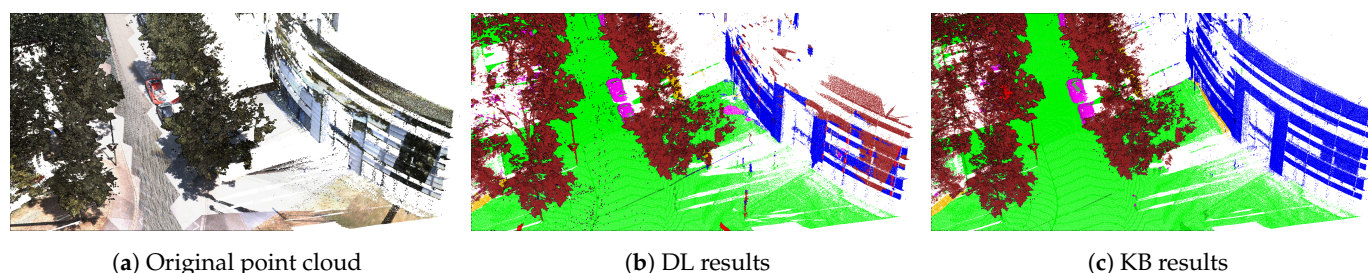 (a) Original point cloud
(b) DL results
(c) KB results